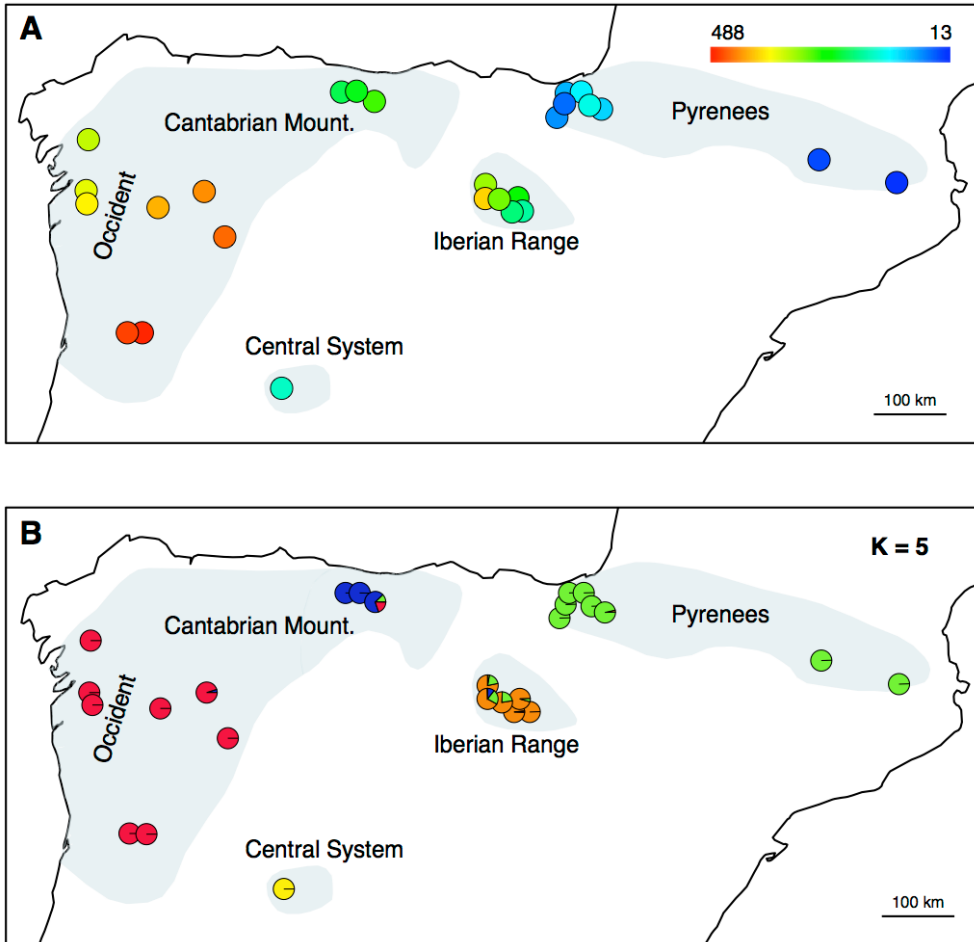 A
488
13
Cantabrian Mount.
Pyrenees
Occident
Iberian Range
Central System
100 km
B
K = 5
Cantabrian Mount.
Pyrenees
Occident
Iberian Range
Central System
100 km